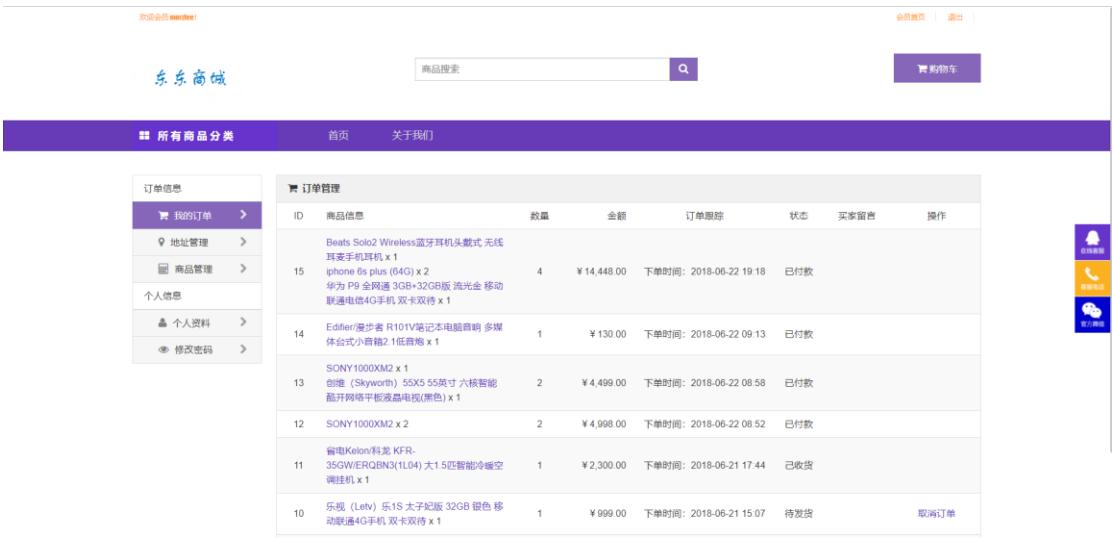 欢迎会员
会员首页 退出
东东商城
商品搜索
购物车
所有商品分类 首页 关于我们
订单信息
我的订单
地址管理
商品管理
个人信息
个人资料
修改密码
订单管理
ID 商品信息 数量 金额 订单跟踪 状态 买家留言 操作
Beats Solo2 Wireless蓝牙耳机头戴式 无线
耳麦手机耳机 x 1
15 iphone 6s plus (64G) x 2 4 ¥14,448.00 下单时间：2018-06-22 19:18 已付款
华为 P9 全网通 3GB+32GB版 流光金 移动
联通电信4G手机 双卡双待 x 1
Edifier/漫步者 R101V笔记本电脑音响 多媒
体台式小音箱2.1低音炮 x 1
14 1 ¥130.00 下单时间：2018-06-22 09:13 已付款
SONY1000XM2 x 1
13 创维（Skyworth）55X5 55英寸 六核智能 2 ¥4,499.00 下单时间：2018-06-22 08:58 已付款
酷开网络平板液晶电视(黑色) x 1
12 SONY1000XM2 x 2 2 ¥4,998.00 下单时间：2018-06-22 08:52 已付款
省电Kelon/科龙 KFR-
11 35GW/ERQBN3(1L04) 大1.5匹智能冷暖空 1 ¥2,300.00 下单时间：2018-06-21 17:44 已收货
调挂机 x 1
乐视（Letv）乐1S 太子妃版 32GB 银色 移
动联通4G手机 双卡双待 x 1
10 1 ¥999.00 下单时间：2018-06-21 15:07 待发货 取消订单
在线客服
官方微信